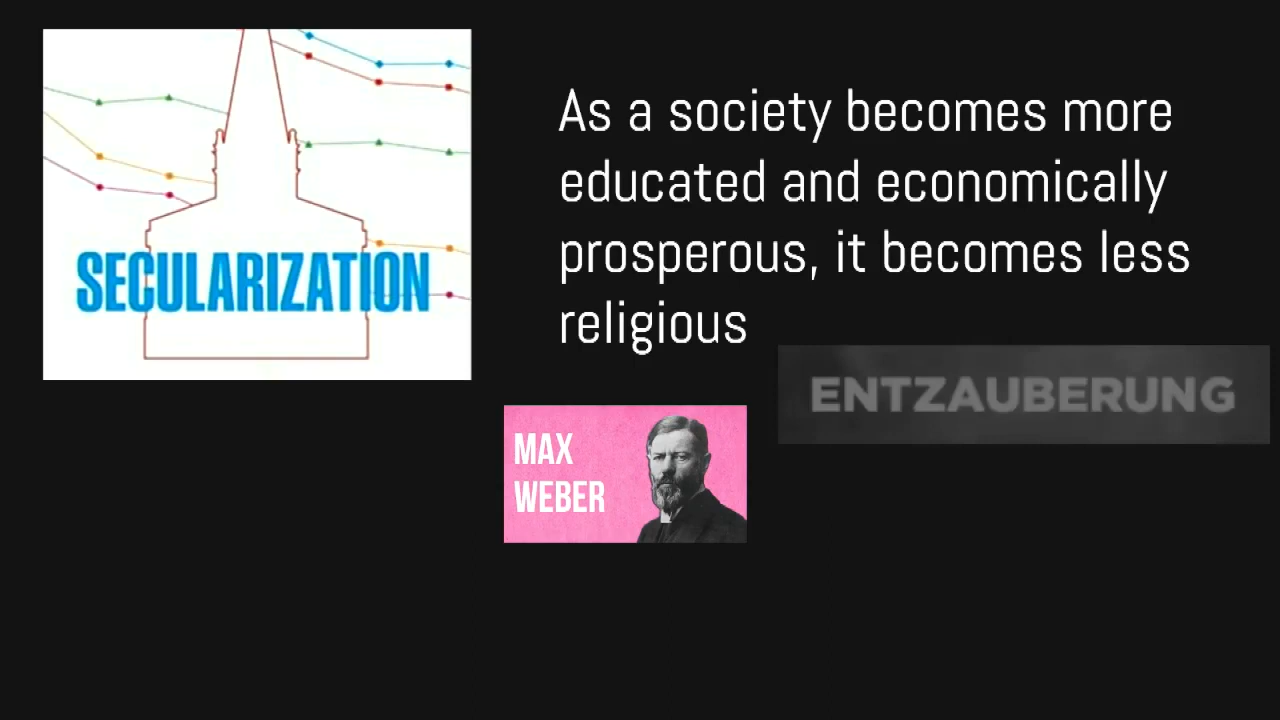 SECULARIZATION
As a society becomes more
educated and economically
prosperous, it becomes less
religious
ENTZAUBERUNG
MAX
WEBER